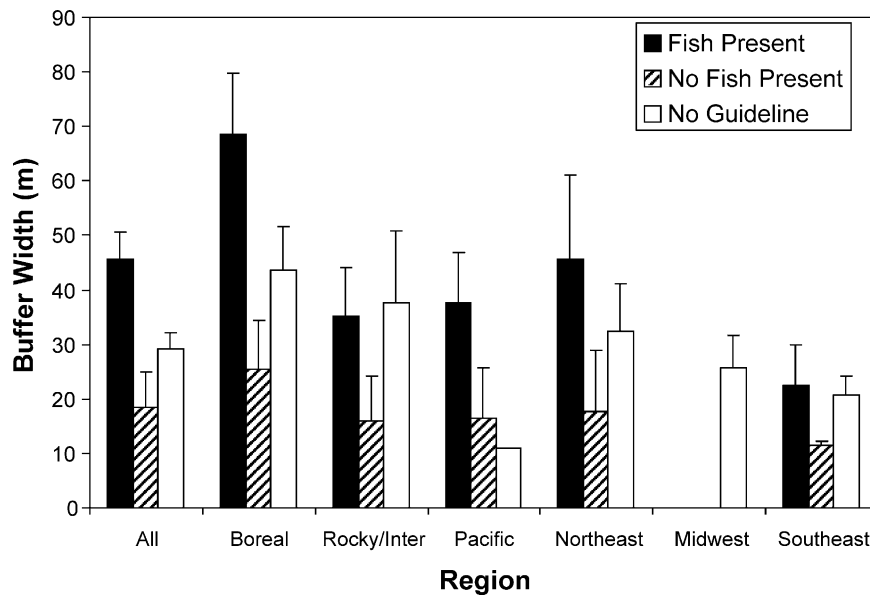 90
80
70
60
50
40
30
20
10
0
Buffer Width (m)
Fish Present
No Fish Present
No Guideline
All Boreal Rocky/Inter Pacific Northeast Midwest Southeast
Region